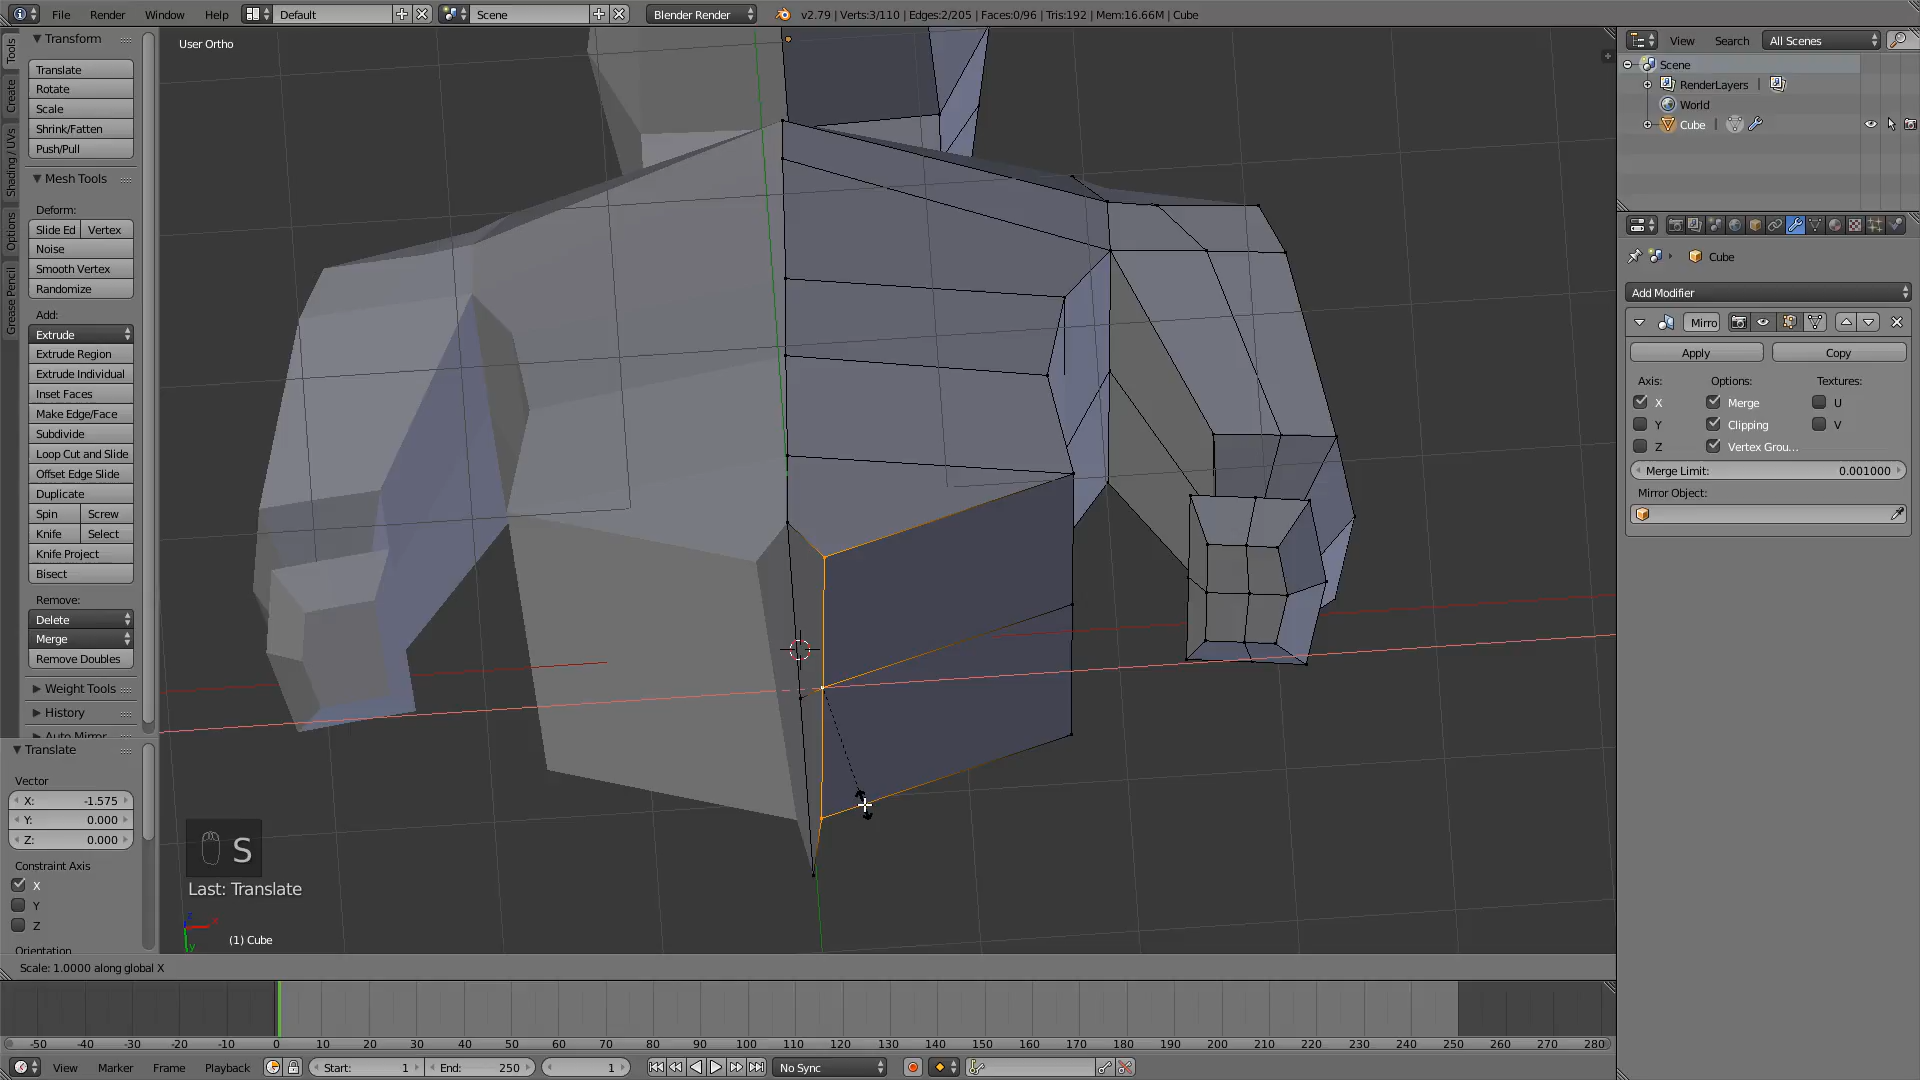 File Render Window Help Default Scene Blender Render v2.79 | Verts:3/110 | Edges:2/205 | Faces:0/96 | Tris:192 | Mem:16.66M | Cube
Tools
Create
Shading / UVs
Options
Grease Pencil
Transform
Translate
Rotate
Scale
Shrink/Fatten
Push/Pull
Mesh Tools
Deform:
Slide Ed Vertex
Noise
Smooth Vertex
Randomize
Add:
Extrude
Extrude Region
Extrude Individual
Inset Faces
Make Edge/Face
Subdivide
Loop Cut and Slide
Offset Edge Slide
Duplicate
Spin Screw
Knife Select
Knife Project
Bisect
Remove:
Delete
Merge
Remove Doubles
Weight Tools
History
Auto Mirror
Translate
Vector
X: -1.575
Y: 0.000
Z: 0.000
Constraint Axis
X
Y
Z
Orientation
User Ortho
S
Last: Translate
z x
y
(1) Cube
Scale: 1.0000 along global X
View Search All Scenes
Scene
RenderLayers |
World
Cube |
Cube
Add Modifier
Mirro
Apply Copy
Axis: Options: Textures:
X Merge U
Y Clipping V
Z Vertex Grou...
Merge Limit: 0.001000
Mirror Object:
-50 -40 -30 -20 -10 0 10 20 30 40 50 60 70 80 90 100 110 120 130 140 150 160 170 180 190 200 210 220 230 240 250 260 270 280
View Marker Frame Playback Start: 1 End: 250 1 No Sync